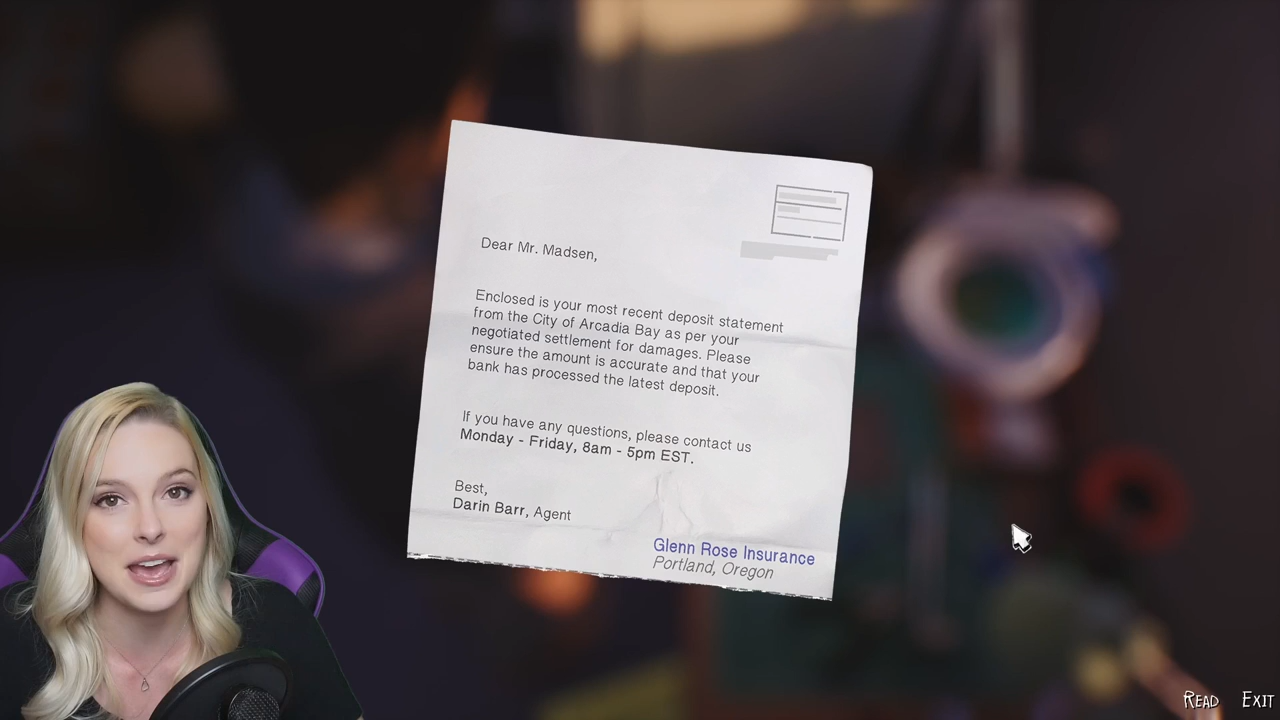 Dear Mr. Madsen,
Enclosed is your most recent deposit statement
from the City of Arcadia Bay as per your
negotiated settlement for damages. Please
ensure the amount is accurate and that your
bank has processed the latest deposit.
If you have any questions, please contact us
Monday - Friday, 8am - 5pm EST.
Best,
Darin Barr, Agent
Glenn Rose Insurance
Portland, Oregon
READ EXIT